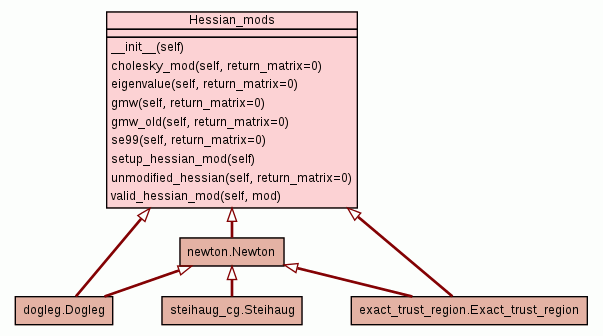 Hessian_mods
__init__(self)
cholesky_mod(self, return_matrix=0)
eigenvalue(self, return_matrix=0)
gmw(self, return_matrix=0)
gmw_old(self, return_matrix=0)
se99(self, return_matrix=0)
setup_hessian_mod(self)
unmodified_hessian(self, return_matrix=0)
valid_hessian_mod(self, mod)
newton.Newton
dogleg.Dogleg
steihaug_cg.Steihaug
exact_trust_region.Exact_trust_region